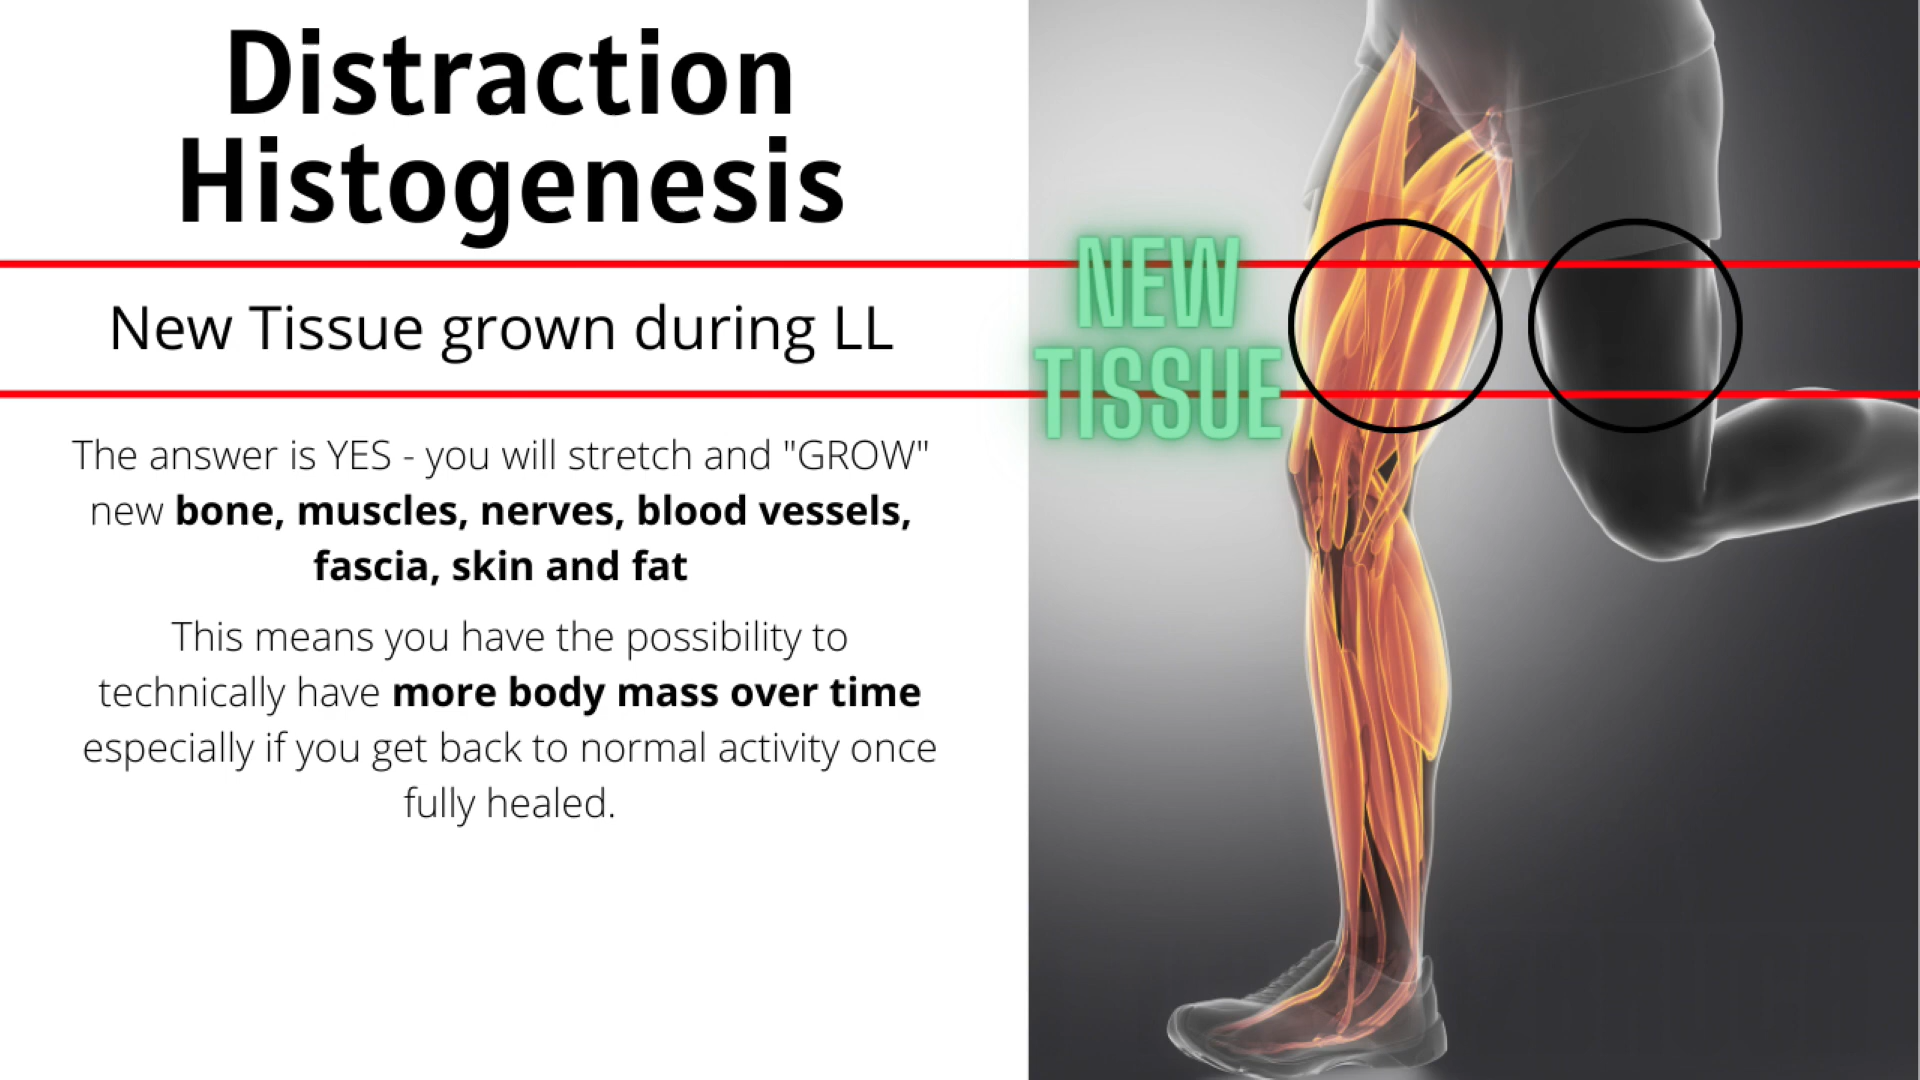 Distraction
Histogenesis
New Tissue grown during LL
The answer is YES - you will stretch and "GROW"
new bone, muscles, nerves, blood vessels,
fascia, skin and fat
This means you have the possibility to
technically have more body mass over time
especially if you get back to normal activity once
fully healed.
NEW
TISSUE